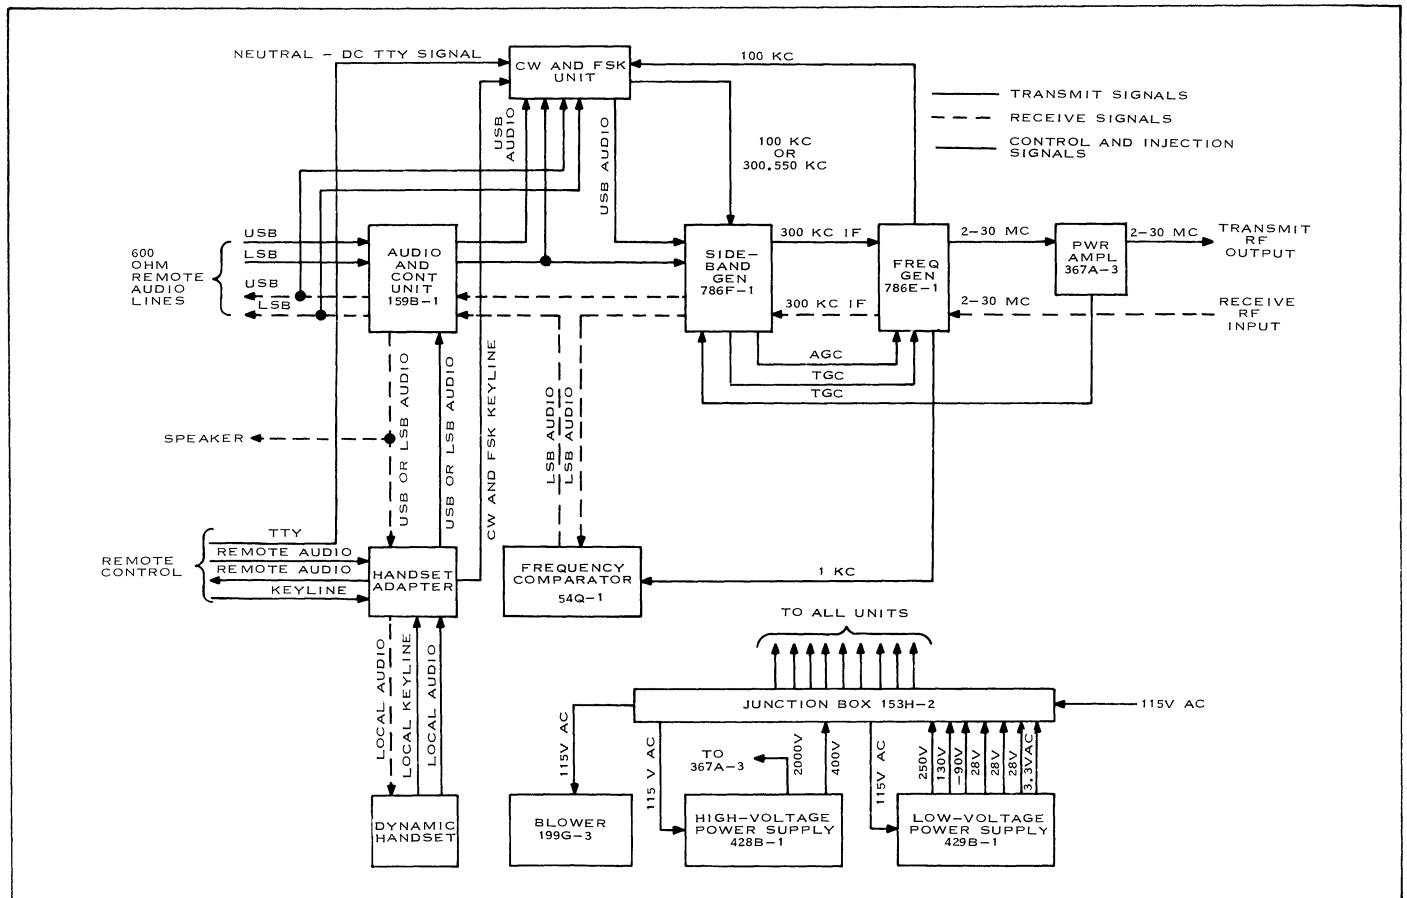 NEUTRAL - DC TTY SIGNAL
CW AND FSK
UNIT
100 KC
TRANSMIT SIGNALS
RECEIVE SIGNALS
CONTROL AND INJECTION
SIGNALS
USB
AUDIO
USB AUDIO
100 KC
OR
300.550 KC
600
OHM
REMOTE
AUDIO
LINES
USB
LSB
USB
LSB
AUDIO
AND
CONT
UNIT
159B-1
SIDE-
BAND
GEN
786F-1
300 KC IF
300 KC IF
FREQ
GEN
786E-1
2-30 MC
2-30 MC
PWR
AMPL
367A-3
2-30 MC
TRANSMIT
RF
OUTPUT
RECEIVE
RF
INPUT
AGC
TGC
TGC
SPEAKER
USB OR LSB AUDIO
USB OR LSB AUDIO
CW AND FSK KEYLINE
LSB AUDIO
LSB AUDIO
REMOTE
CONTROL
TTY
REMOTE AUDIO
REMOTE AUDIO
KEYLINE
HANDSET
ADAPTER
FREQUENCY
COMPARATOR
54Q-1
1 KC
TO ALL UNITS
LOCAL AUDIO
LOCAL KEYLINE
LOCAL AUDIO
JUNCTION BOX 153H-2
115V AC
115V AC
115 V AC
TO
367A-3
2000V
400V
115V AC
250V
130V
-90V
28V
28V
28V
3.3VAC
DYNAMIC
HANDSET
BLOWER
199G-3
HIGH-VOLTAGE
POWER SUPPLY
428B-1
LOW-VOLTAGE
POWER SUPPLY
429B-1